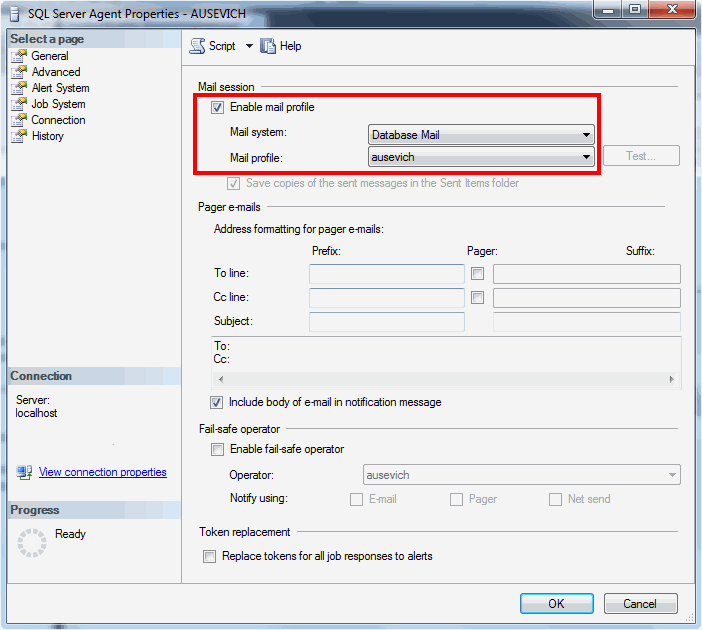 SQL Server Agent Properties - AUSEVICH
Select a page
General
Advanced
Alert System
Job System
Connection
History
Connection
Server:
localhost
View connection properties
Progress
Ready
Script Help
Mail session
Enable mail profile
Mail system: Database Mail
Mail profile: ausevich Test...
Save copies of the sent messages in the Sent Items folder
Pager e-mails
Address formatting for pager e-mails:
Prefix: Pager: Suffix:
To line:
Cc line:
Subject:
To:
Cc:
Include body of e-mail in notification message
Fail-safe operator
Enable fail-safe operator
Operator: ausevich
Notify using: E-mail Pager Net send
Token replacement
Replace tokens for all job responses to alerts
OK Cancel